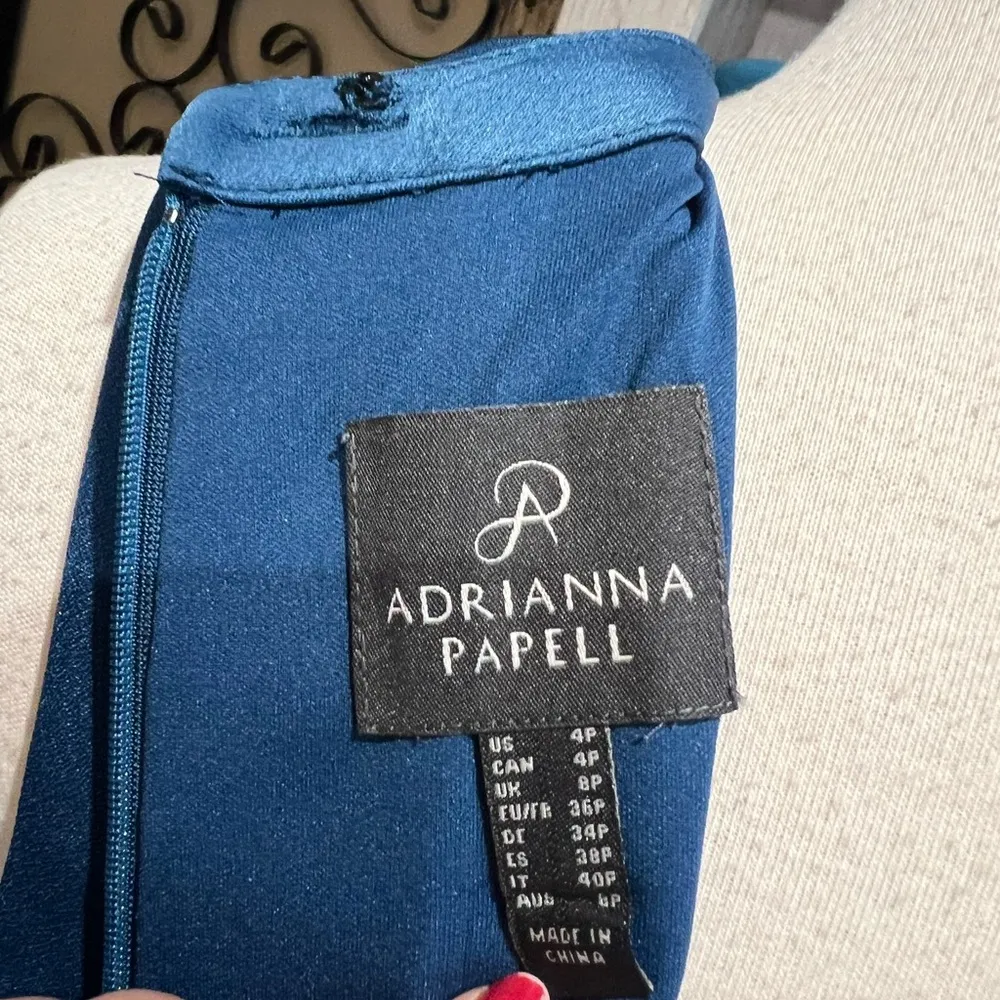 ADRIANNA
PAPELL
US 4P
CAN 4P
UK 8P
EU/FR 36P
DE 34P
ES 38P
IT 40P
AUS
MADE IN
CHINA